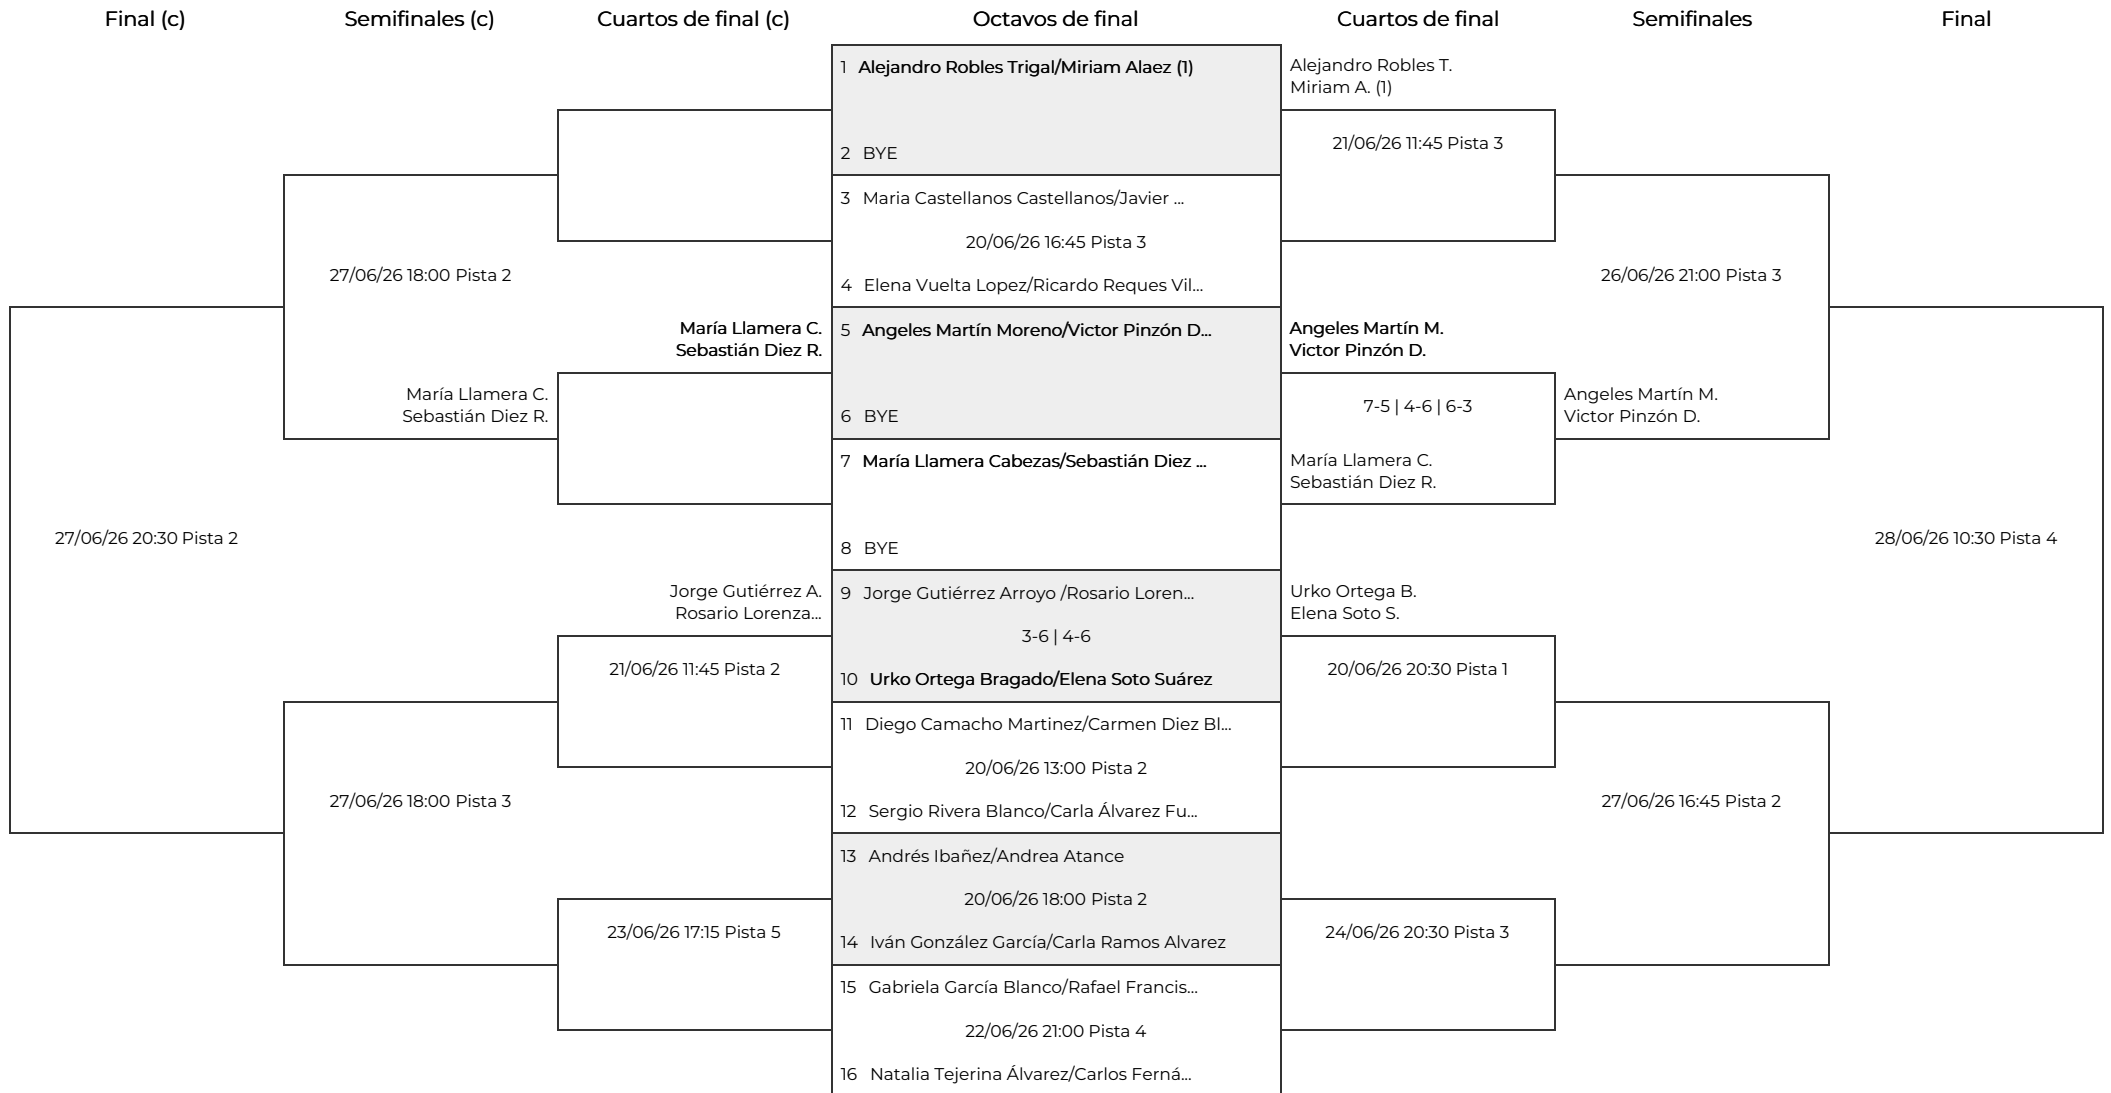 Final (c)
Semifinales (c)
Cuartos de final (c)
Octavos de final
Cuartos de final
Semifinales
Final
27/06/26 20:30 Pista 2
27/06/26 18:00 Pista 2
María Llamera C.
Sebastián Diez R.
27/06/26 18:00 Pista 3
María Llamera C.
Sebastián Diez R.
Jorge Gutiérrez A.
Rosario Lorenza...
21/06/26 11:45 Pista 2
23/06/26 17:15 Pista 5
1 Alejandro Robles Trigal/Miriam Alaez (1)
2 BYE
3 Maria Castellanos Castellanos/Javier ...
20/06/26 16:45 Pista 3
4 Elena Vuelta Lopez/Ricardo Reques Vil...
5 Angeles Martín Moreno/Victor Pinzón D...
6 BYE
7 María Llamera Cabezas/Sebastián Diez ...
8 BYE
9 Jorge Gutiérrez Arroyo /Rosario Loren...
3-6 | 4-6
10 Urko Ortega Bragado/Elena Soto Suárez
11 Diego Camacho Martinez/Carmen Diez Bl...
20/06/26 13:00 Pista 2
12 Sergio Rivera Blanco/Carla Álvarez Fu...
13 Andrés Ibañez/Andrea Atance
20/06/26 18:00 Pista 2
14 Iván González García/Carla Ramos Alvarez
15 Gabriela García Blanco/Rafael Francis...
22/06/26 21:00 Pista 4
16 Natalia Tejerina Álvarez/Carlos Ferná...
Alejandro Robles T.
Miriam A. (1)
21/06/26 11:45 Pista 3
Angeles Martín M.
Victor Pinzón D.
7-5 | 4-6 | 6-3
María Llamera C.
Sebastián Diez R.
Urko Ortega B.
Elena Soto S.
20/06/26 20:30 Pista 1
24/06/26 20:30 Pista 3
26/06/26 21:00 Pista 3
Angeles Martín M.
Victor Pinzón D.
27/06/26 16:45 Pista 2
28/06/26 10:30 Pista 4